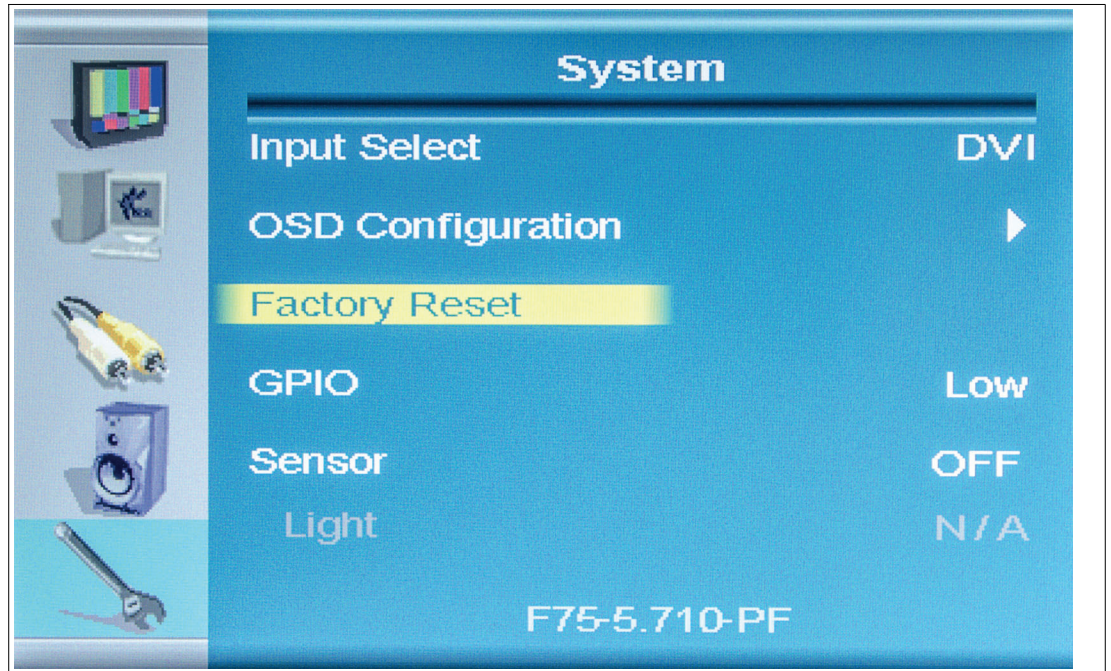 System
Input Select DVI
OSD Configuration
Factory Reset
GPIO Low
Sensor OFF
Light N/A
F75-5.710-PF